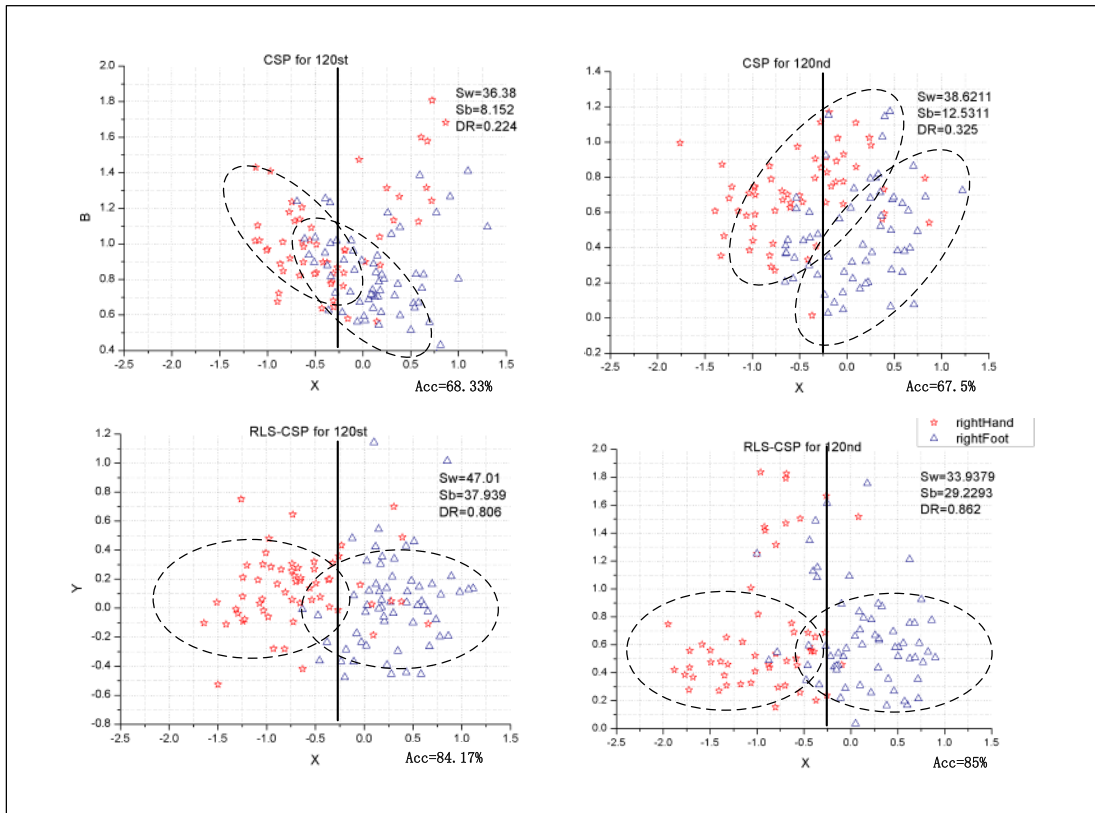 CSP for 120st
2.0
1.8
1.6
1.4
1.2
1.0
0.8
0.6
0.4
B
Sw=36.38
Sb=8.152
DR=0.224
-2.5 -2.0 -1.5 -1.0 -0.5 0.0 0.5 1.0 1.5
X
Acc=68.33%
CSP for 120nd
1.4
1.2
1.0
0.8
0.6
0.4
0.2
0.0
-0.2
Sw=38.6211
Sb=12.5311
DR=0.325
-2.5 -2.0 -1.5 -1.0 -0.5 0.0 0.5 1.0 1.5
X
Acc=67.5%
RLS-CSP for 120st
1.2
1.0
0.8
0.6
0.4
0.2
0.0
-0.2
-0.4
-0.6
-0.8
Y
Sw=47.01
Sb=37.939
DR=0.806
-2.5 -2.0 -1.5 -1.0 -0.5 0.0 0.5 1.0 1.5
X
Acc=84.17%
rightHand
rightFoot
RLS-CSP for 120nd
2.0
1.8
1.6
1.4
1.2
1.0
0.8
0.6
0.4
0.2
0.0
Sw=33.9379
Sb=29.2293
DR=0.862
-2.5 -2.0 -1.5 -1.0 -0.5 0.0 0.5 1.0 1.5
X
Acc=85%